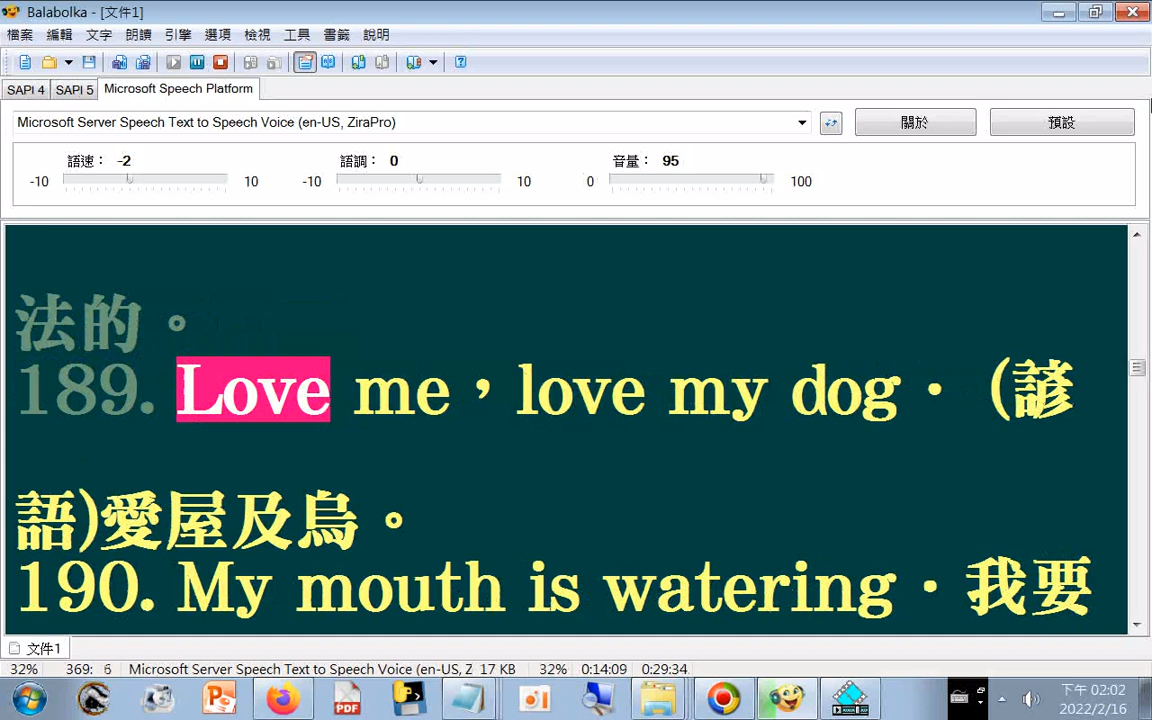 Balabolka - [文件1]
檔案 編輯 文字 朗讀 引擎 選項 檢視 工具 書籤 說明
SAPI 4 SAPI 5 Microsoft Speech Platform
Microsoft Server Speech Text to Speech Voice (en-US, ZiraPro) 關於 預設
語速： -2 語調： 0 音量： 95
-10 10 -10 10 0 100
法的。
189. Love me，love my dog．(諺
語)愛屋及烏。
190. My mouth is watering．我要
文件1
32% 369: 6 Microsoft Server Speech Text to Speech Voice (en-US, Z 17 KB 32% 0:14:09 0:29:34
PDF
下午 02:02
2022/2/16